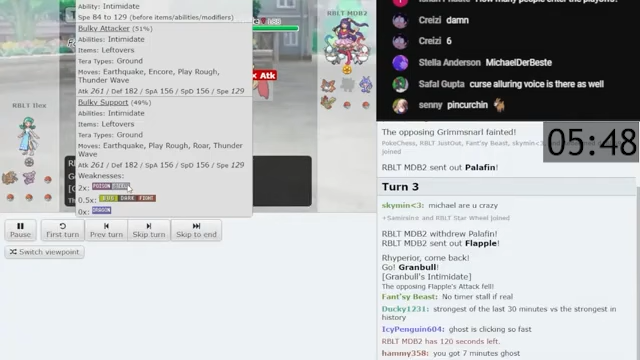 Ability: Intimidate
Spe 84 to 129 (before items/abilities/modifiers)
Bulky Attacker (51%)
Abilities: Intimidate
Items: Leftovers
Tera Types: Ground
Moves: Earthquake, Encore, Play Rough,
Thunder Wave
Atk 261 / Def 182 / SpA 156 / SpD 156 / Spe 129
Bulky Support (49%)
Abilities: Intimidate
Items: Leftovers
Tera Types: Ground
Moves: Earthquake, Play Rough, Roar, Thunder
Wave
Atk 261 / Def 182 / SpA 156 / SpD 156 / Spe 129
Weaknesses:
2x: POISON
0.5x: DARK FIGHT
0x: DRAGON
RBLT Ilex
RBLT MDB2
Atk
Pause
First turn
Prev turn
Skip turn
Skip to end
Switch viewpoint
Creizi damn
Creizi 6
Stella Anderson MichaelDerBeste
Safal Gupta curse alluring voice is there as well
senny pincurchin
05:48
The opposing Grimmsnarl fainted!
joined
RBLT MDB2 sent out Palafin!
Turn 3
skymin<3: michael are u crazy
RBLT MDB2 withdrew Palafin!
RBLT MDB2 sent out Flapple!
Rhyperior, come back!
Go! Granbull!
[Granbull's Intimidate]
The opposing Flapple's Attack fell!
Fant'sy Beast: No timer stall if real
Ducky1231: strongest of the last 30 minutes vs the strongest in
history
IcyPenguin604: ghost is clicking so fast
RBLT MDB2 has 120 seconds left.
hammy358: you got 7 minutes ghost